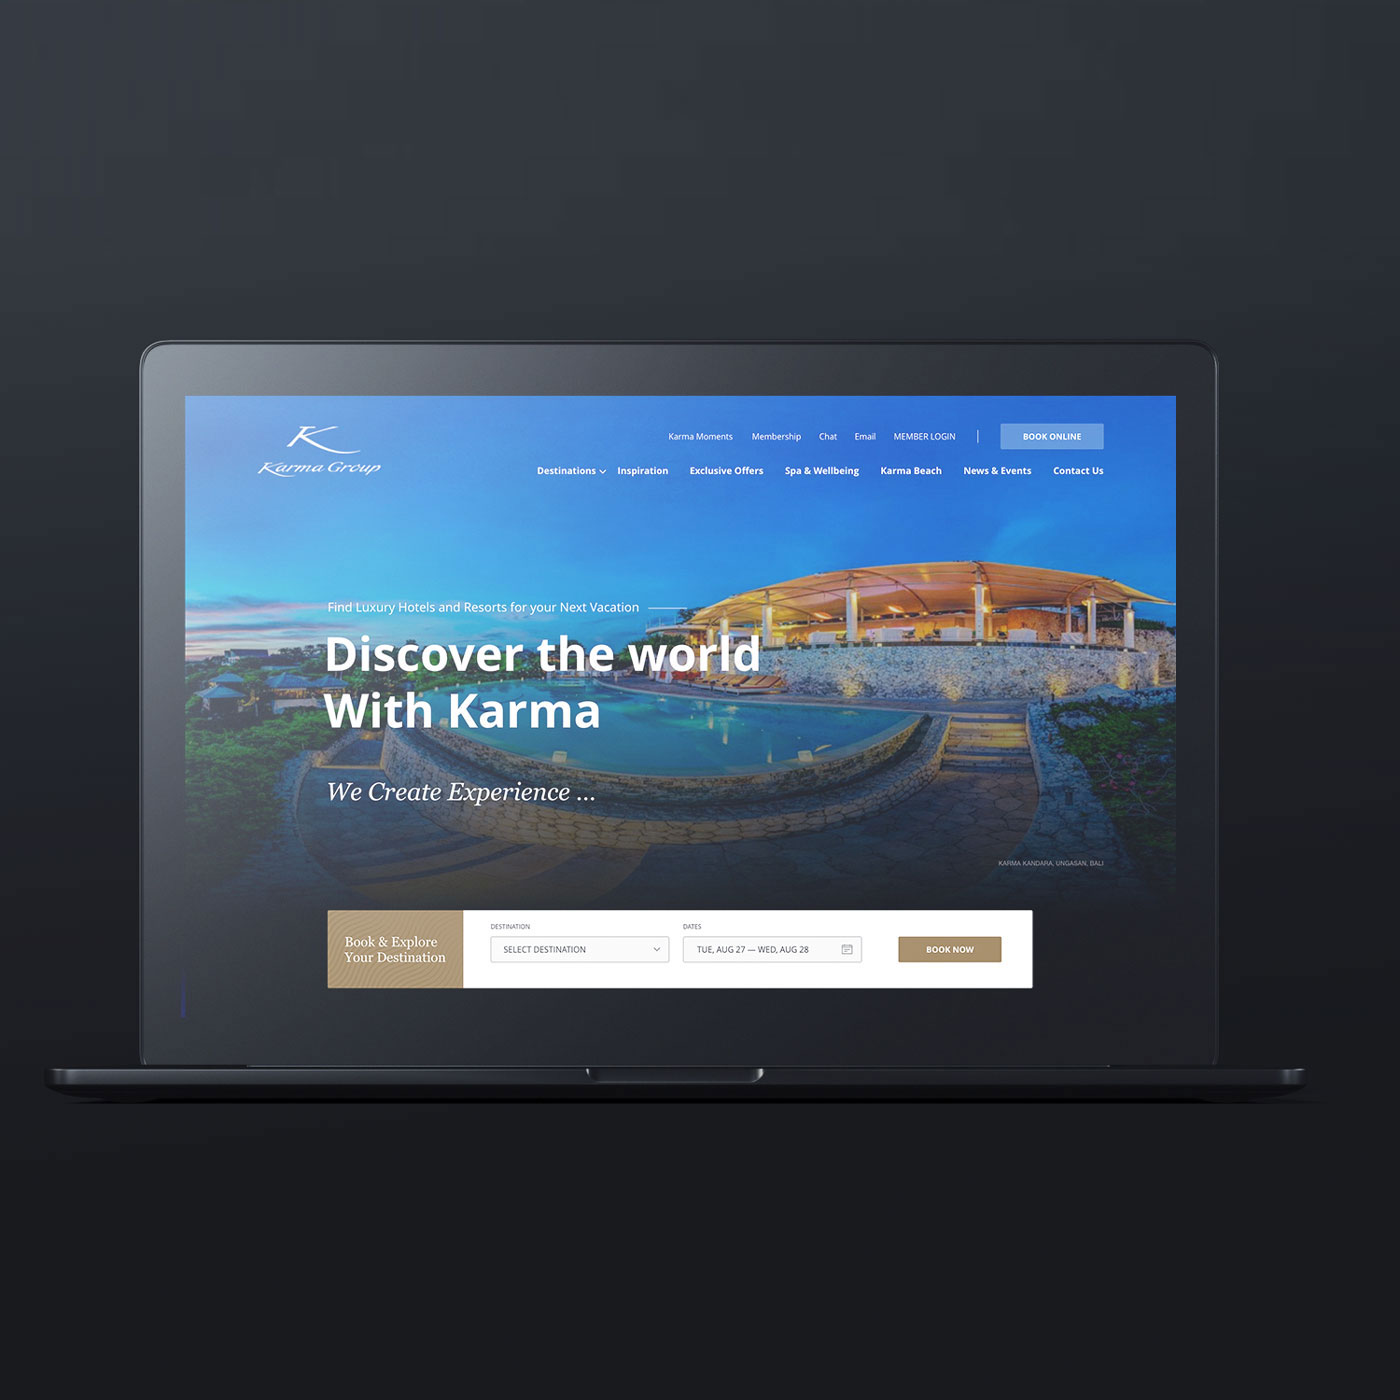 Karma Group
Karma Moments Membership Chat Email MEMBER LOGIN BOOK ONLINE
Destinations Inspiration Exclusive Offers Spa & Wellbeing Karma Beach News & Events Contact Us
Find Luxury Hotels and Resorts for your Next Vacation
Discover the world
With Karma
We Create Experience ...
KARMA KANDARA, UNGASAN, BALI
Book & Explore
Your Destination
DESTINATION
SELECT DESTINATION
DATES
TUE, AUG 27 — WED, AUG 28
BOOK NOW